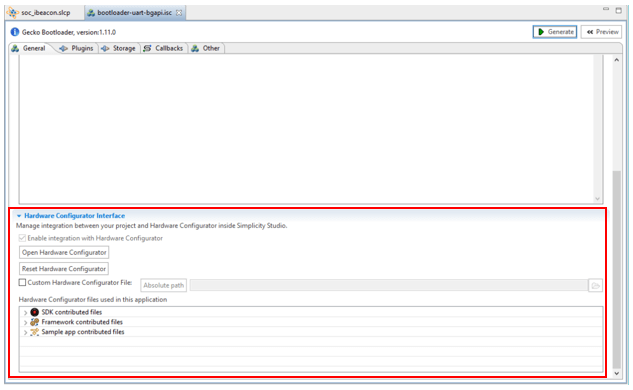 soc_ibeacon.slcp
bootloader-uart-bgapi.isc
Gecko Bootloader, version:1.11.0
Generate
Preview
General
Plugins
Storage
Callbacks
Other
Hardware Configurator Interface
Manage integration between your project and Hardware Configurator inside Simplicity Studio.
Enable integration with Hardware Configurator
Open Hardware Configurator
Reset Hardware Configurator
Custom Hardware Configurator File:
Absolute path
Hardware Configurator files used in this application
SDK contributed files
Framework contributed files
Sample app contributed files